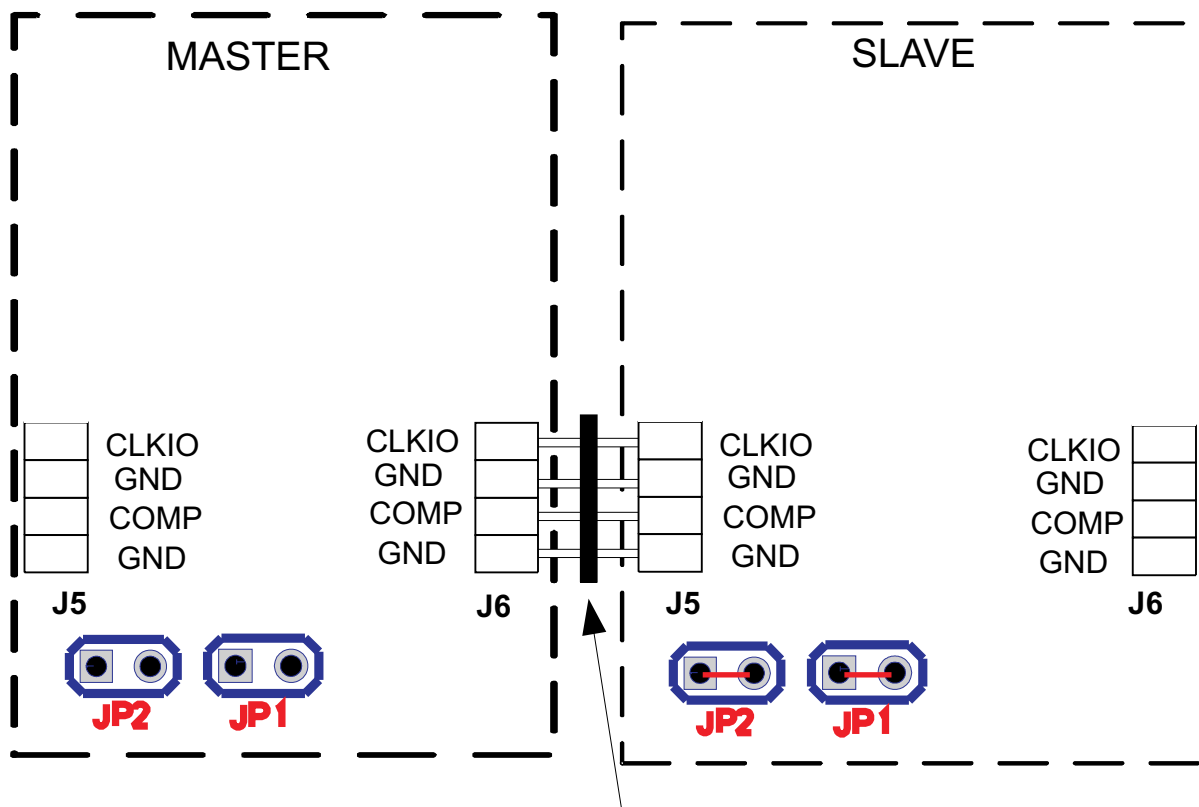 MASTER
SLAVE
CLKIO
GND
COMP
GND
J5
CLKIO
GND
COMP
GND
J6
CLKIO
GND
COMP
GND
J5
CLKIO
GND
COMP
GND
J6
JP2
JP1
JP2
JP1